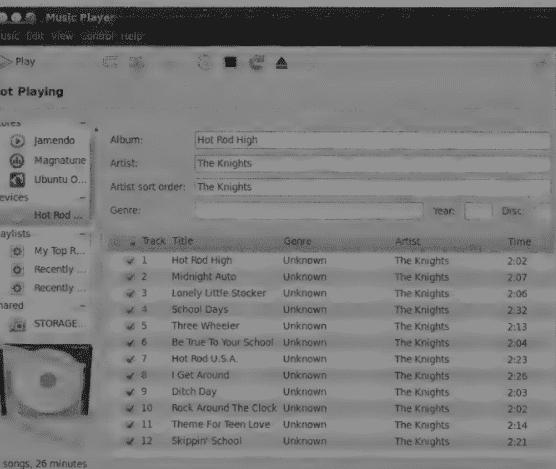 Music Player
Music Edit View Control Help
Play
ot Playing
Jamendo
Magnatune
Ubuntu O...
evices
Hot Rod ...
aylists
My Top R...
Recently ...
Recently ...
hared
STORAGE...
Album: Hot Rod High
Artist: The Knights
Artist sort order: The Knights
Genre: Year: Disc:
Track Title Genre Artist Time
1 Hot Rod High Unknown The Knights 2:02
2 Midnight Auto Unknown The Knights 2:07
3 Lonely Little Stocker Unknown The Knights 2:06
4 School Days Unknown The Knights 2:32
5 Three Wheeler Unknown The Knights 2:13
6 Be True To Your School Unknown The Knights 2:04
7 Hot Rod U.S.A. Unknown The Knights 2:23
8 I Get Around Unknown The Knights 2:26
9 Ditch Day Unknown The Knights 2:03
10 Rock Around The Clock Unknown The Knights 2:02
11 Theme For Teen Love Unknown The Knights 2:14
12 Skippin' School Unknown The Knights 2:21
songs, 26 minutes